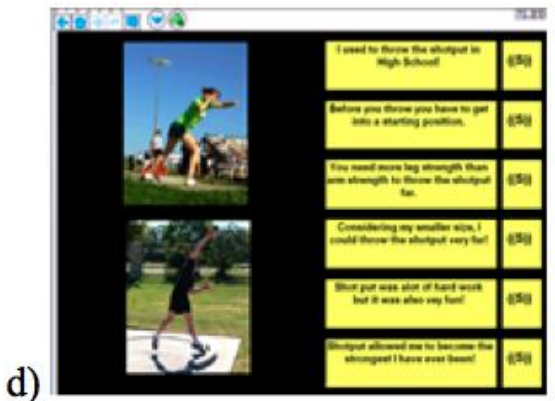 I used to throw the shotput in
High School!
((S))
Before you throw you have to get
into a starting position.
((S))
You need more leg strength than
arm strength to throw the shotput
far.
((S))
Considering my smaller size, I
could throw the shotput very far!
((S))
Shot put was alot of hard work
but it was also vey fun!
((S))
Shotput allowed me to become the
strongest I have ever been!
((S))
d)